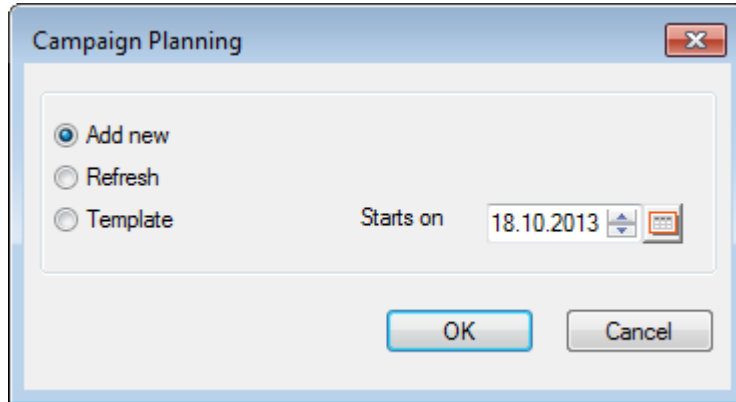 Campaign Planning
Add new
Refresh
Template Starts on 18.10.2013
OK Cancel